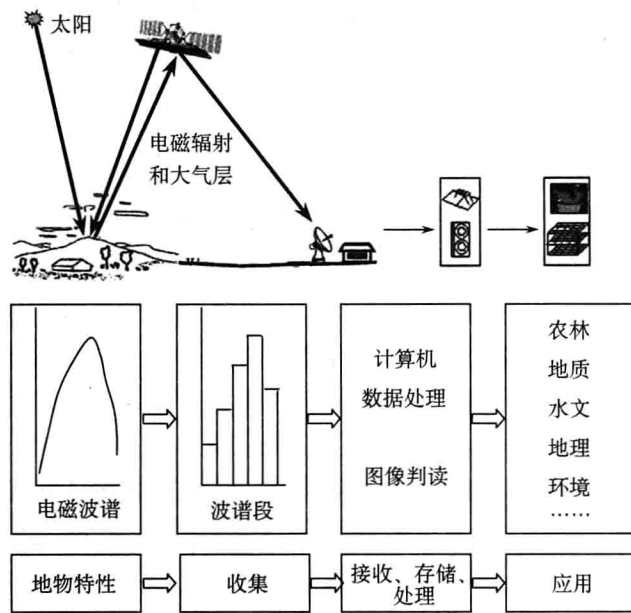 太阳
电磁辐射
和大气层
电磁波谱
波谱段
计算机
数据处理
图像判读
农林
地质
水文
地理
环境
……
地物特性
收集
接收、存储、
处理
应用